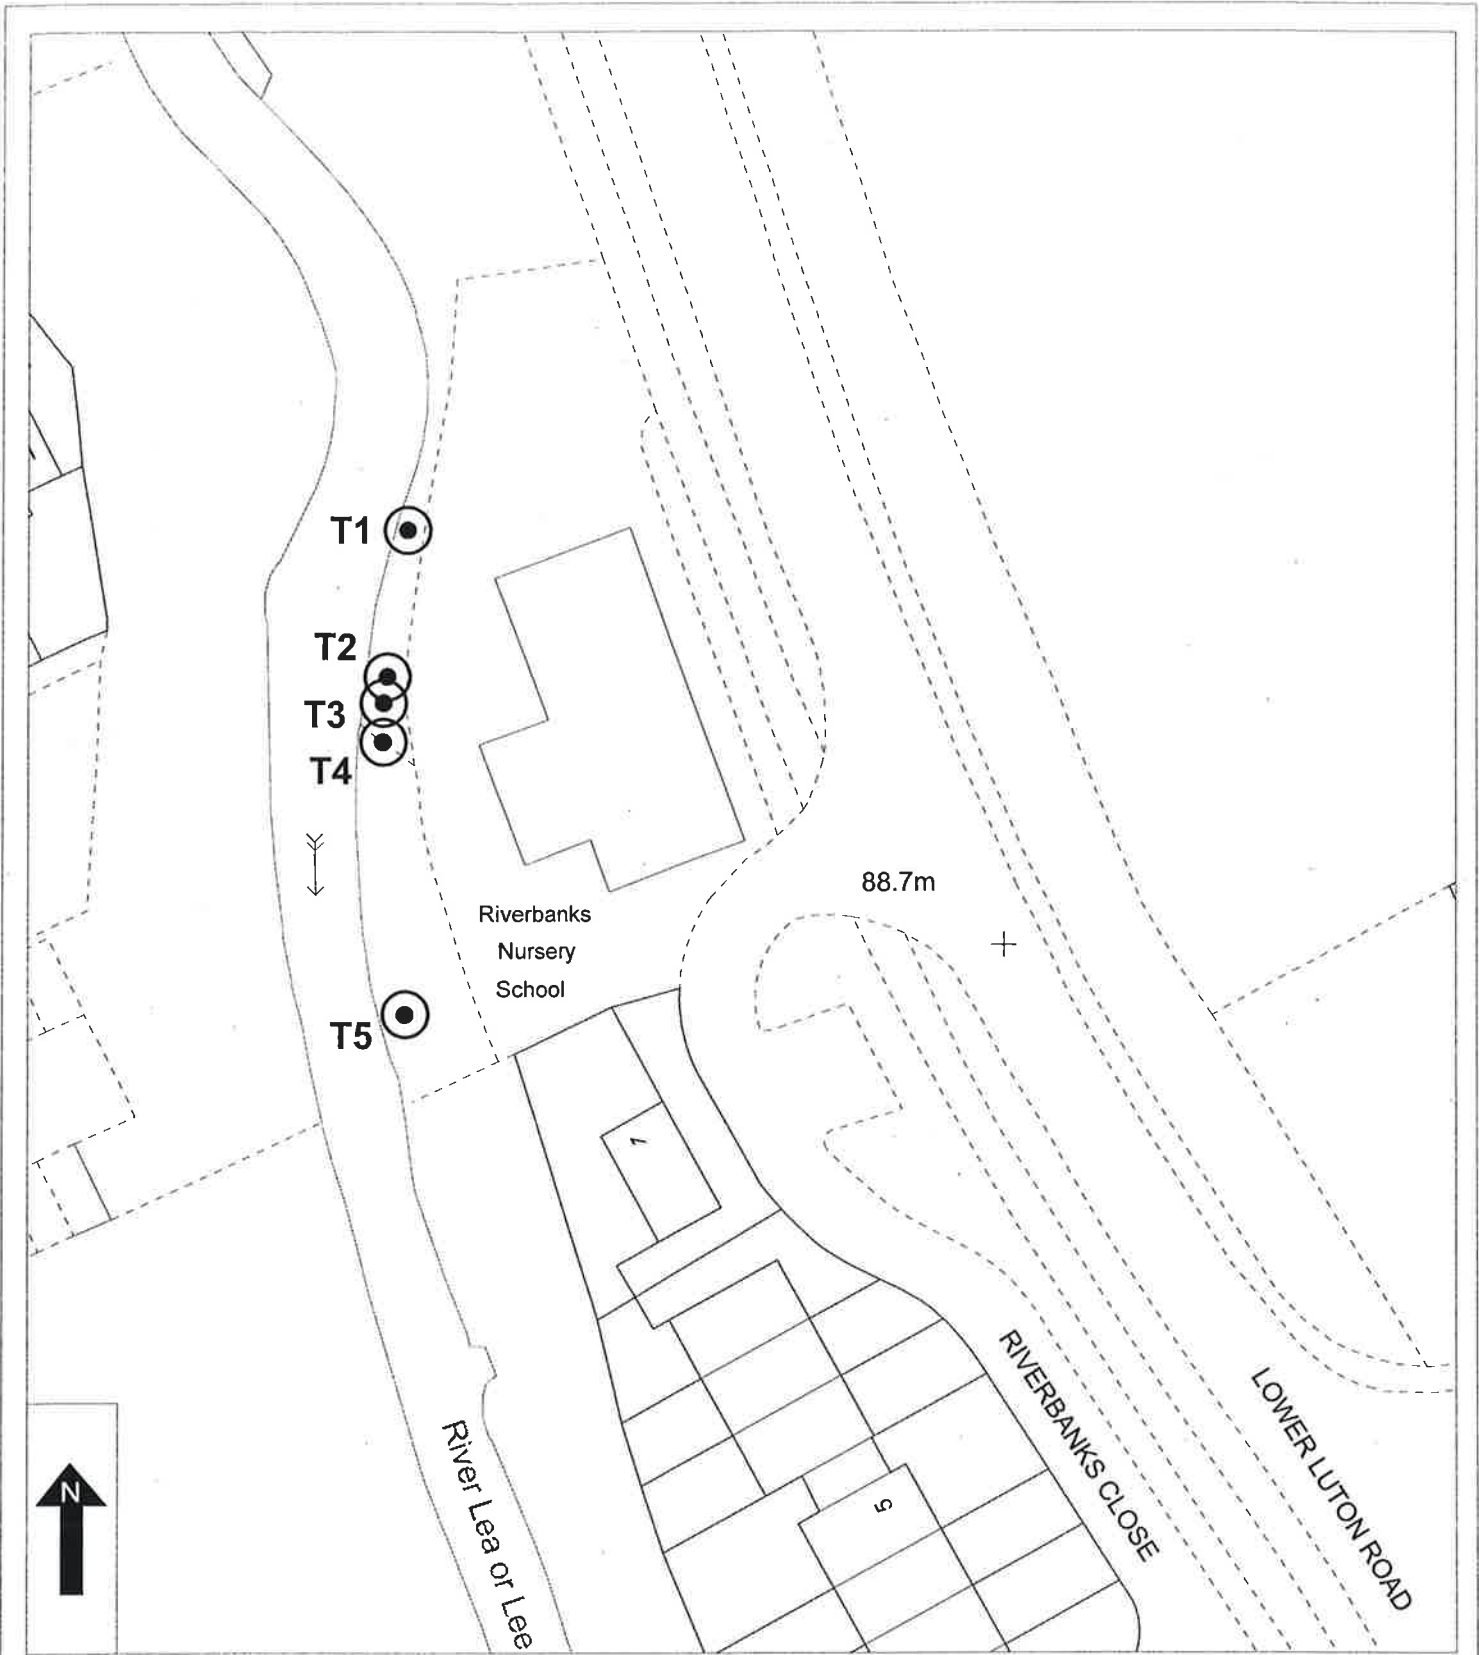 T1
T2
T3
T4
88.7m
Riverbanks
Nursery
School
T5
1
RIVERBANKS CLOSE
LOWER LUTON ROAD
River Lea or Lee
N
5